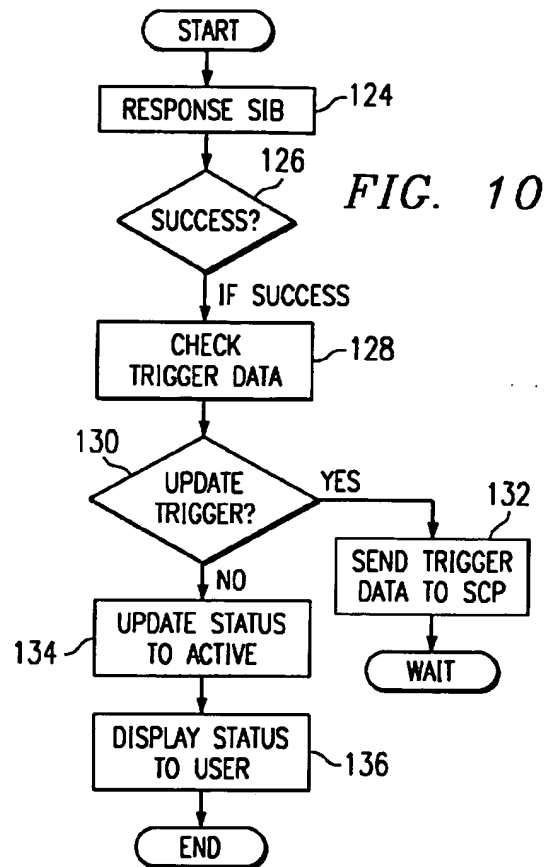 START
RESPONSE SIB
124
126
SUCCESS?
FIG. 10
IF SUCCESS
CHECK
TRIGGER DATA
128
130
UPDATE
TRIGGER?
YES
132
SEND TRIGGER
DATA TO SCP
WAIT
NO
134
UPDATE STATUS
TO ACTIVE
DISPLAY STATUS
TO USER
136
END